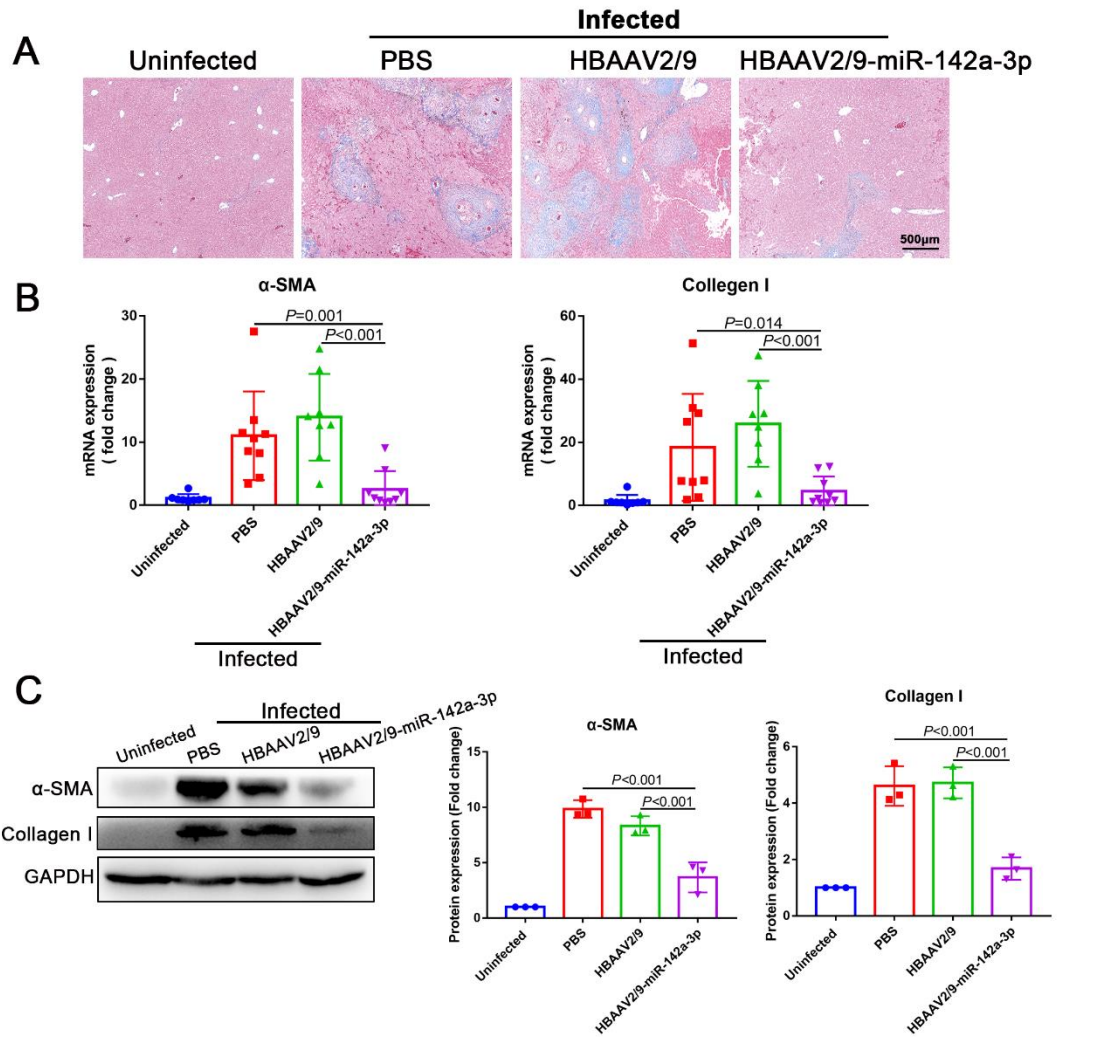 A
Infected
Uninfected PBS HBAAV2/9 HBAAV2/9-miR-142a-3p
500μm
B
α-SMA
mRNA expression
( fold change )
30
20
10
0
P=0.001
P<0.001
Uninfected
PBS
HBAAV2/9
HBAAV2/9-miR-142a-3p
Infected
Collegen I
mRNA expression
( fold change )
60
40
20
0
P=0.014
P<0.001
Uninfected
PBS
HBAAV2/9
HBAAV2/9-miR-142a-3p
Infected
C
Infected
Uninfected
PBS
HBAAV2/9
HBAAV2/9-miR-142a-3p
α-SMA
Collagen I
GAPDH
α-SMA
Protein expression (Fold change)
15
10
5
0
P<0.001
P<0.001
Uninfected
PBS
HBAAV2/9
HBAAV2/9-miR-142a-3p
Collagen I
Protein expression (Fold change)
6
4
2
0
P<0.001
P<0.001
Uninfected
PBS
HBAAV2/9
HBAAV2/9-miR-142a-3p